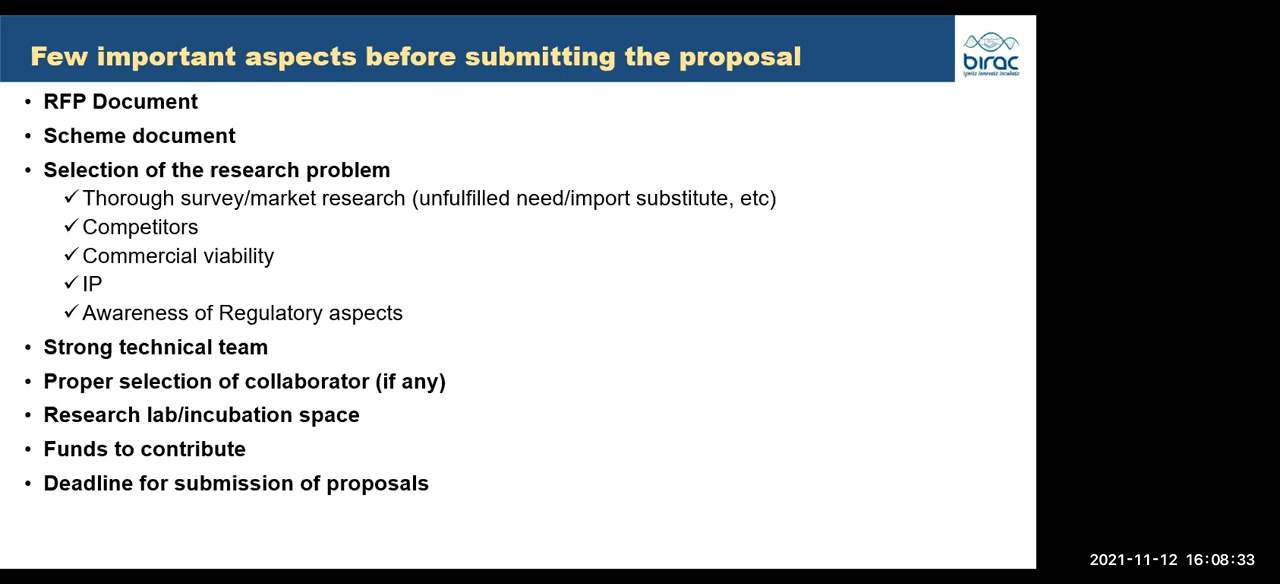 Few important aspects before submitting the proposal
birac
ignite innovate incubate
• RFP Document
• Scheme document
• Selection of the research problem
✓ Thorough survey/market research (unfulfilled need/import substitute, etc)
✓ Competitors
✓ Commercial viability
✓ IP
✓ Awareness of Regulatory aspects
• Strong technical team
• Proper selection of collaborator (if any)
• Research lab/incubation space
• Funds to contribute
• Deadline for submission of proposals
2021-11-12 16:08:33